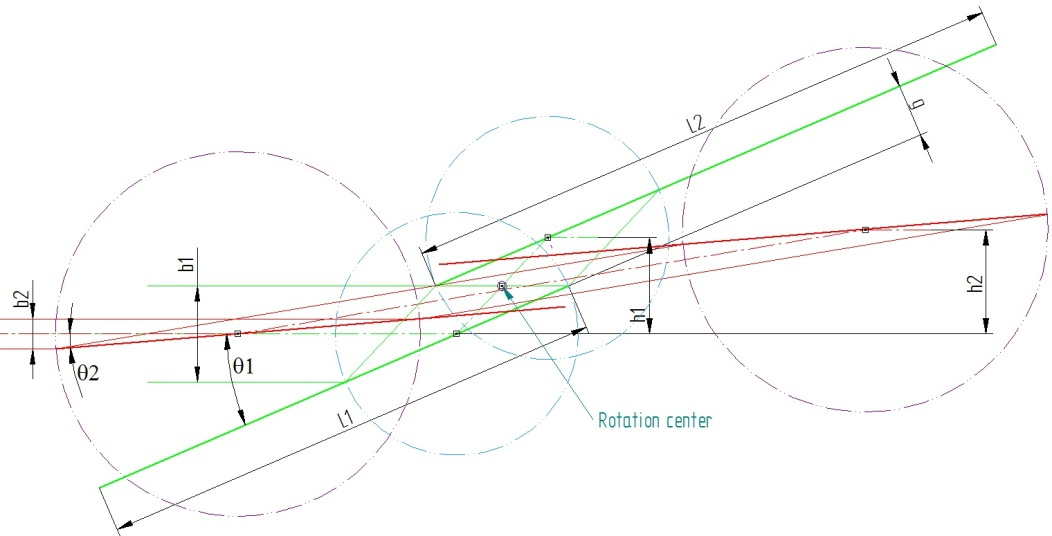 L2
b1
h1
h2
b2
θ2
θ1
L1
Rotation center